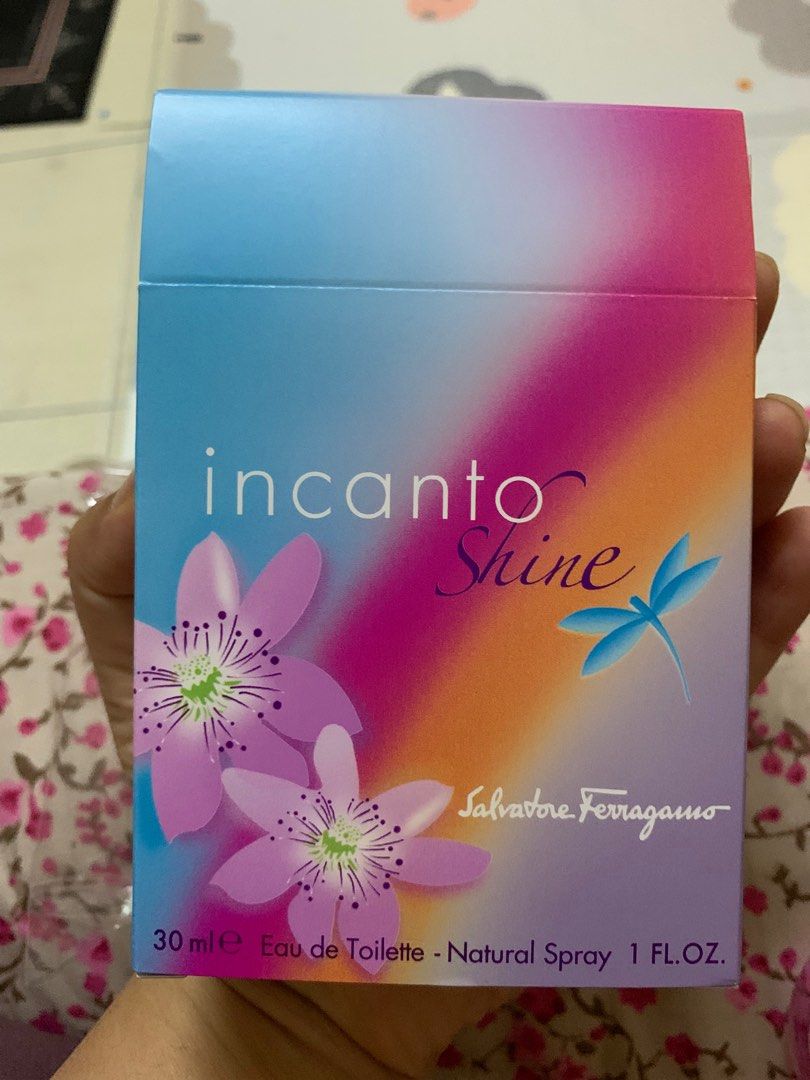 incanto
Shine
Salvatore Ferragamo
30 ml ℮ Eau de Toilette - Natural Spray 1 FL.OZ.